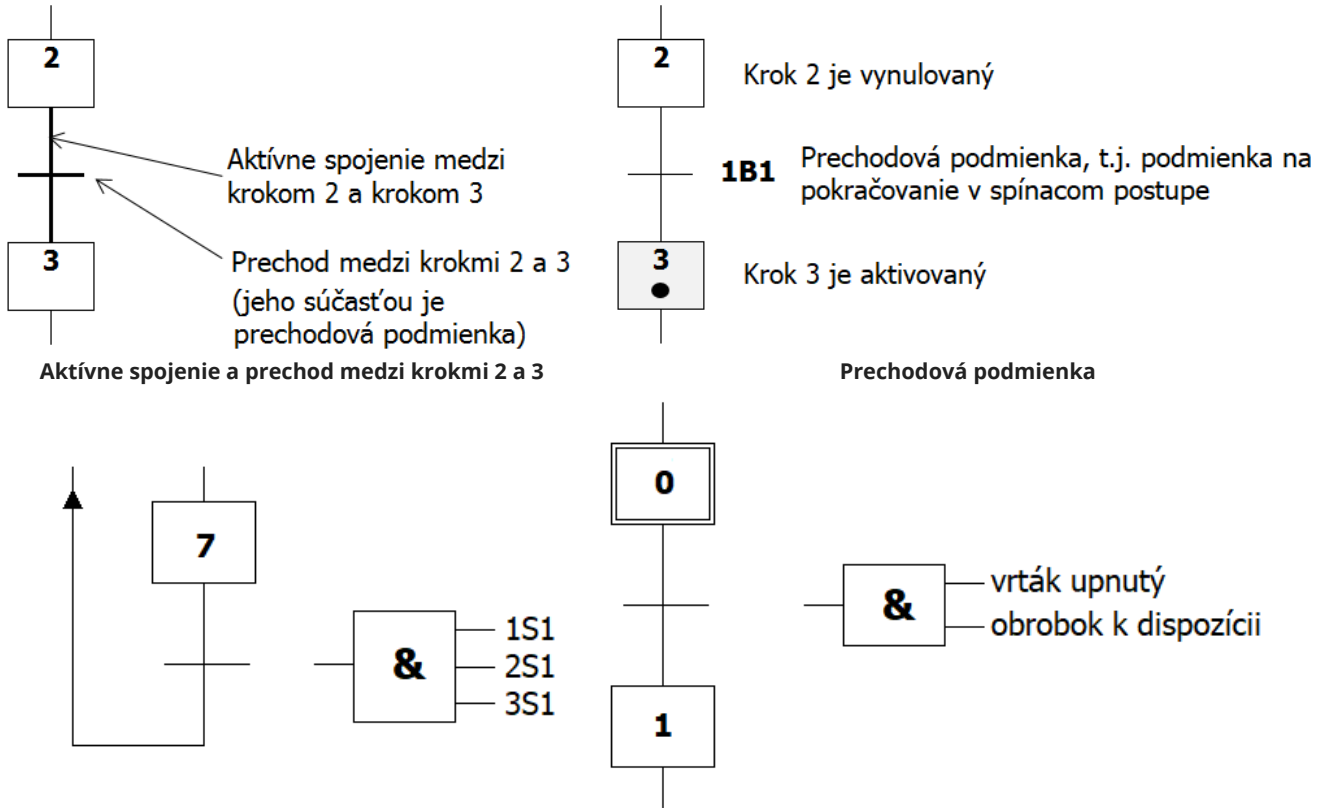 2
Aktívne spojenie medzi
krokom 2 a krokom 3
3
Prechod medzi krokmi 2 a 3
(jeho súčasťou je
prechodová podmienka)
Aktívne spojenie a prechod medzi krokmi 2 a 3
2
Krok 2 je vynulovaný
1B1
Prechodová podmienka, t.j. podmienka na
pokračovanie v spínacom postupe
3
Krok 3 je aktivovaný
Prechodová podmienka
7
&
1S1
2S1
3S1
0
&
vrták upnutý
obrobok k dispozícii
1